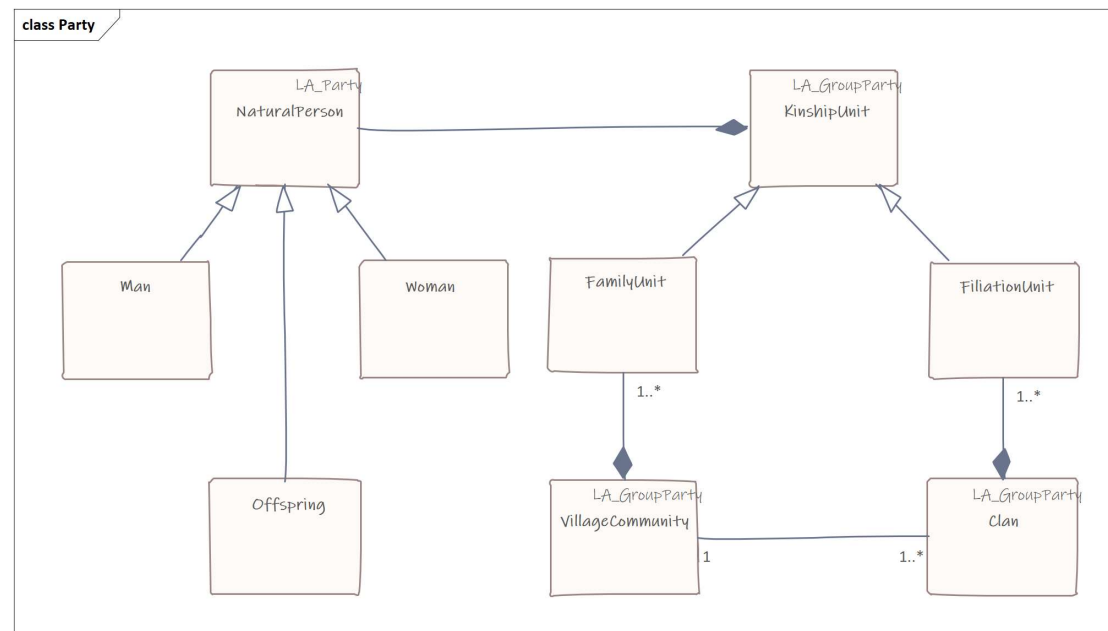 class Party
LA_Party
NaturalPerson
LA_GroupParty
KinshipUnit
Man
Woman
FamilyUnit
FiliationUnit
1..*
1..*
Offspring
LA_GroupParty
VillageCommunity
LA_GroupParty
Clan
1
1..*